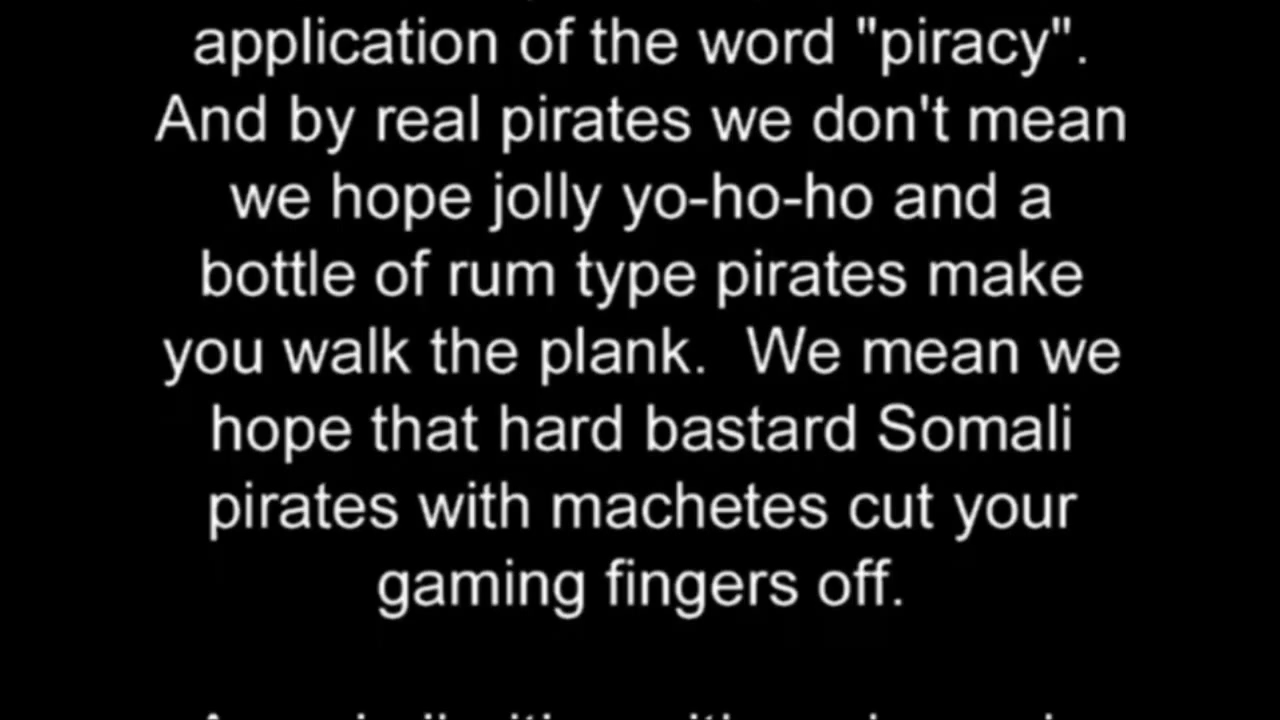 application of the word "piracy".
And by real pirates we don't mean
we hope jolly yo-ho-ho and a
bottle of rum type pirates make
you walk the plank.  We mean we
hope that hard bastard Somali
pirates with machetes cut your
gaming fingers off.